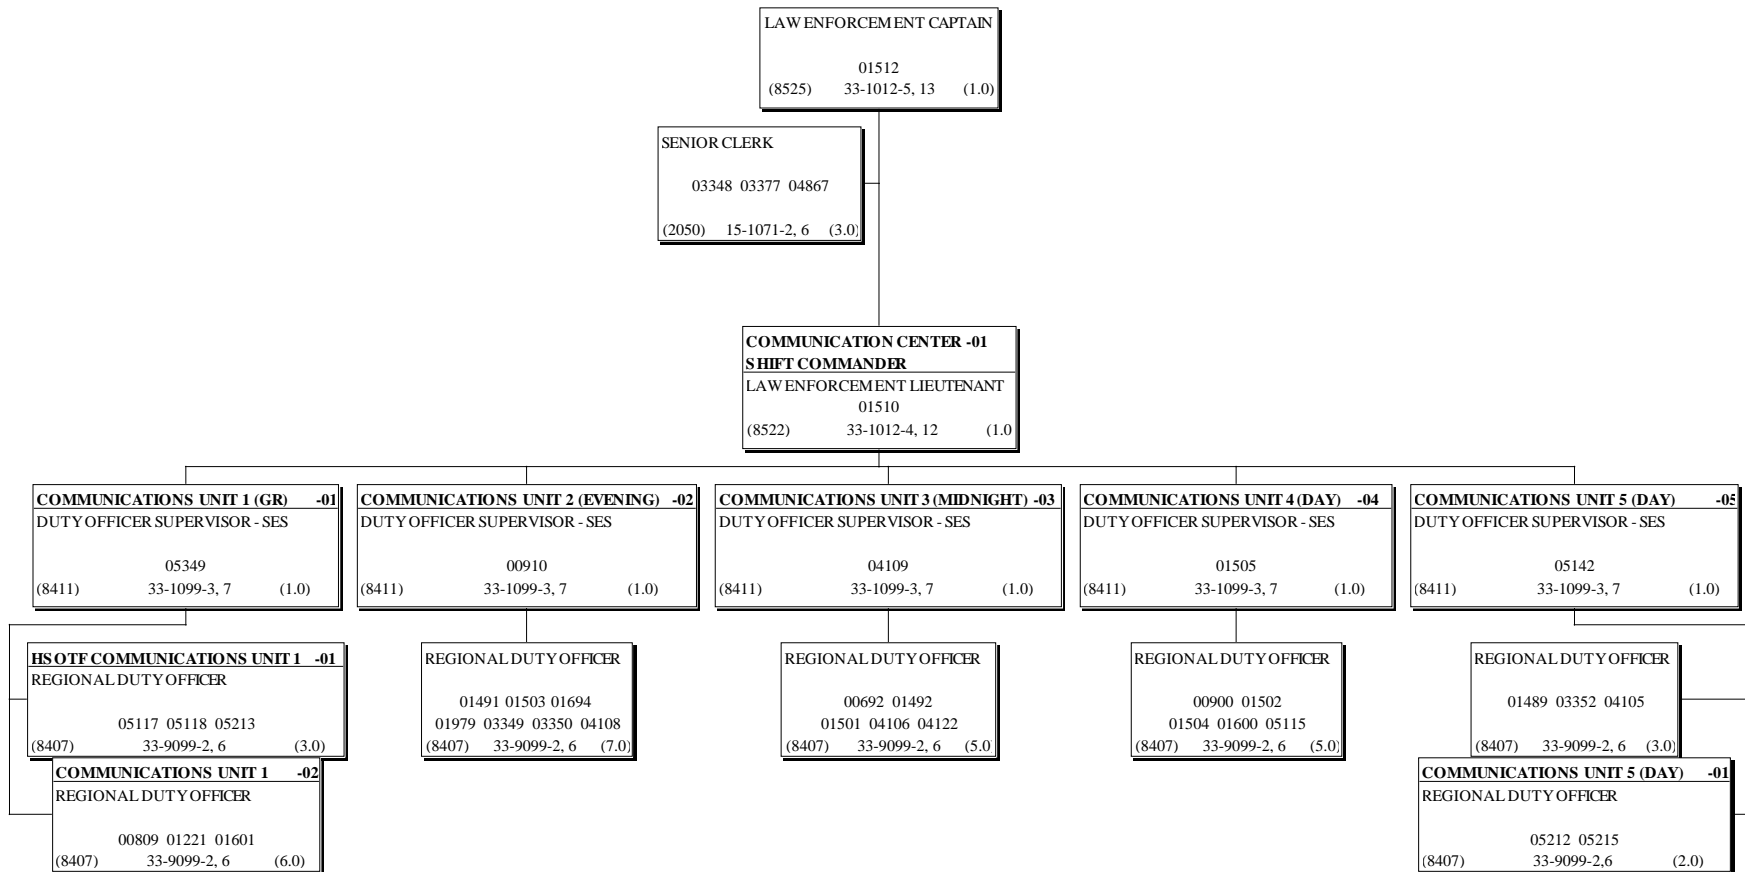 LAW ENFORCEMENT CAPTAIN
01512
(8525) 33-1012-5, 13 (1.0)
SENIOR CLERK
03348 03377 04867
(2050) 15-1071-2, 6 (3.0)
COMMUNICATION CENTER -01
SHIFT COMMANDER
LAW ENFORCEMENT LIEUTENANT
01510
(8522) 33-1012-4, 12 (1.0
COMMUNICATIONS UNIT 1 (GR) -01
DUTY OFFICER SUPERVISOR - SES
05349
(8411) 33-1099-3, 7 (1.0)
COMMUNICATIONS UNIT 2 (EVENING) -02
DUTY OFFICER SUPERVISOR - SES
00910
(8411) 33-1099-3, 7 (1.0)
COMMUNICATIONS UNIT 3 (MIDNIGHT) -03
DUTY OFFICER SUPERVISOR - SES
04109
(8411) 33-1099-3, 7 (1.0)
COMMUNICATIONS UNIT 4 (DAY) -04
DUTY OFFICER SUPERVISOR - SES
01505
(8411) 33-1099-3, 7 (1.0)
COMMUNICATIONS UNIT 5 (DAY) -05
DUTY OFFICER SUPERVISOR - SES
05142
(8411) 33-1099-3, 7 (1.0)
HSOTF COMMUNICATIONS UNIT 1 -01
REGIONAL DUTY OFFICER
05117 05118 05213
(8407) 33-9099-2, 6 (3.0)
COMMUNICATIONS UNIT 1 -02
REGIONAL DUTY OFFICER
00809 01221 01601
(8407) 33-9099-2, 6 (6.0)
REGIONAL DUTY OFFICER
01491 01503 01694
01979 03349 03350 04108
(8407) 33-9099-2, 6 (7.0)
REGIONAL DUTY OFFICER
00692 01492
01501 04106 04122
(8407) 33-9099-2, 6 (5.0
REGIONAL DUTY OFFICER
00900 01502
01504 01600 05115
(8407) 33-9099-2, 6 (5.0)
REGIONAL DUTY OFFICER
01489 03352 04105
(8407) 33-9099-2, 6 (3.0)
COMMUNICATIONS UNIT 5 (DAY) -01
REGIONAL DUTY OFFICER
05212 05215
(8407) 33-9099-2,6 (2.0)